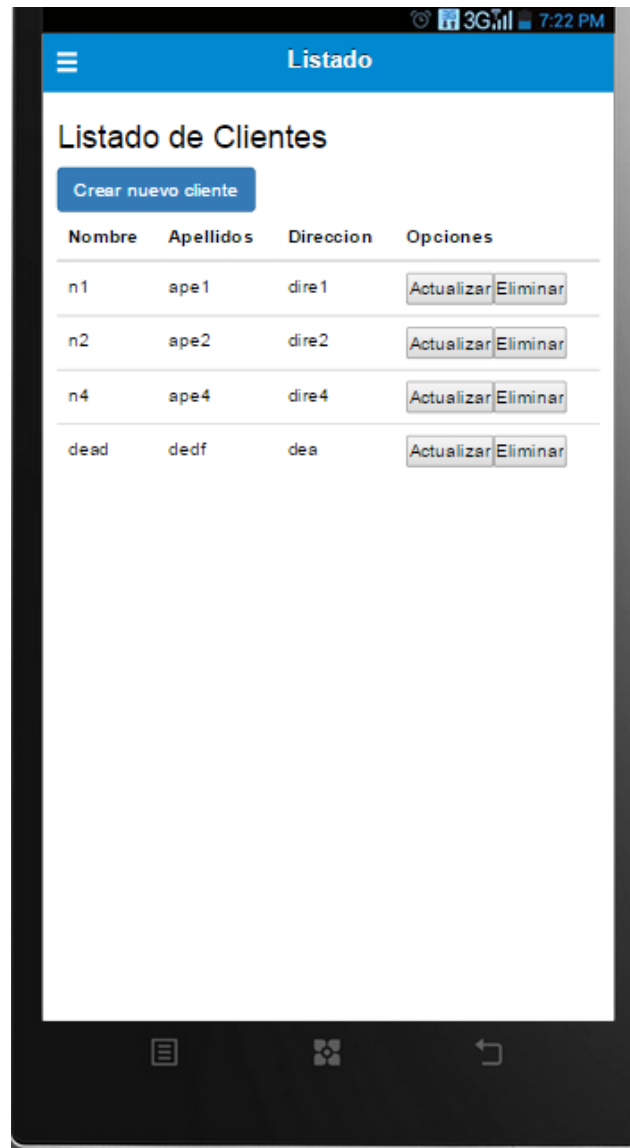 3G 7:22 PM
Listado
Listado de Clientes
Crear nuevo cliente
Nombre Apellidos Direccion Opciones
n1 ape1 dire1 Actualizar Eliminar
n2 ape2 dire2 Actualizar Eliminar
n4 ape4 dire4 Actualizar Eliminar
dead dedf dea Actualizar Eliminar